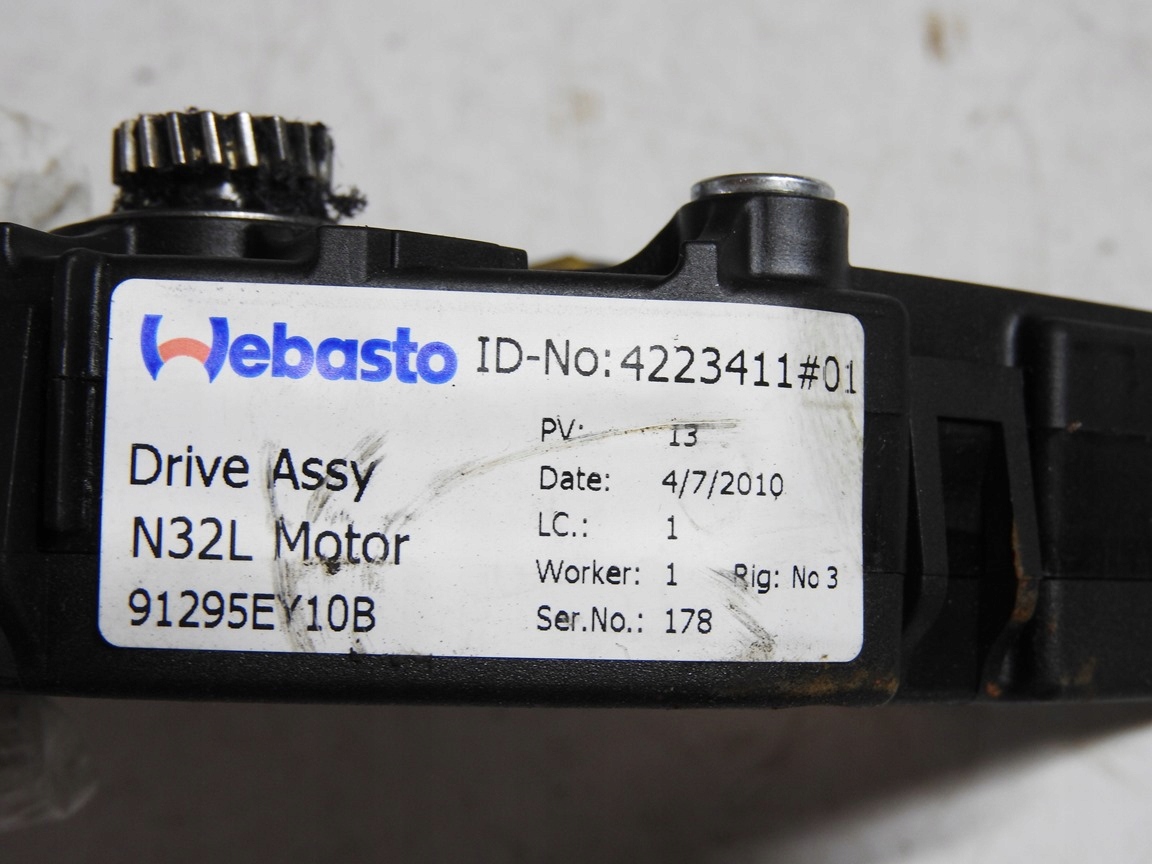 Webasto ID-No: 4223411#01
PV: 13
Drive Assy
Date: 4/7/2010
N32L Motor
LC.: 1
Worker: 1 Rig: No 3
91295EY10B
Ser.No.: 178